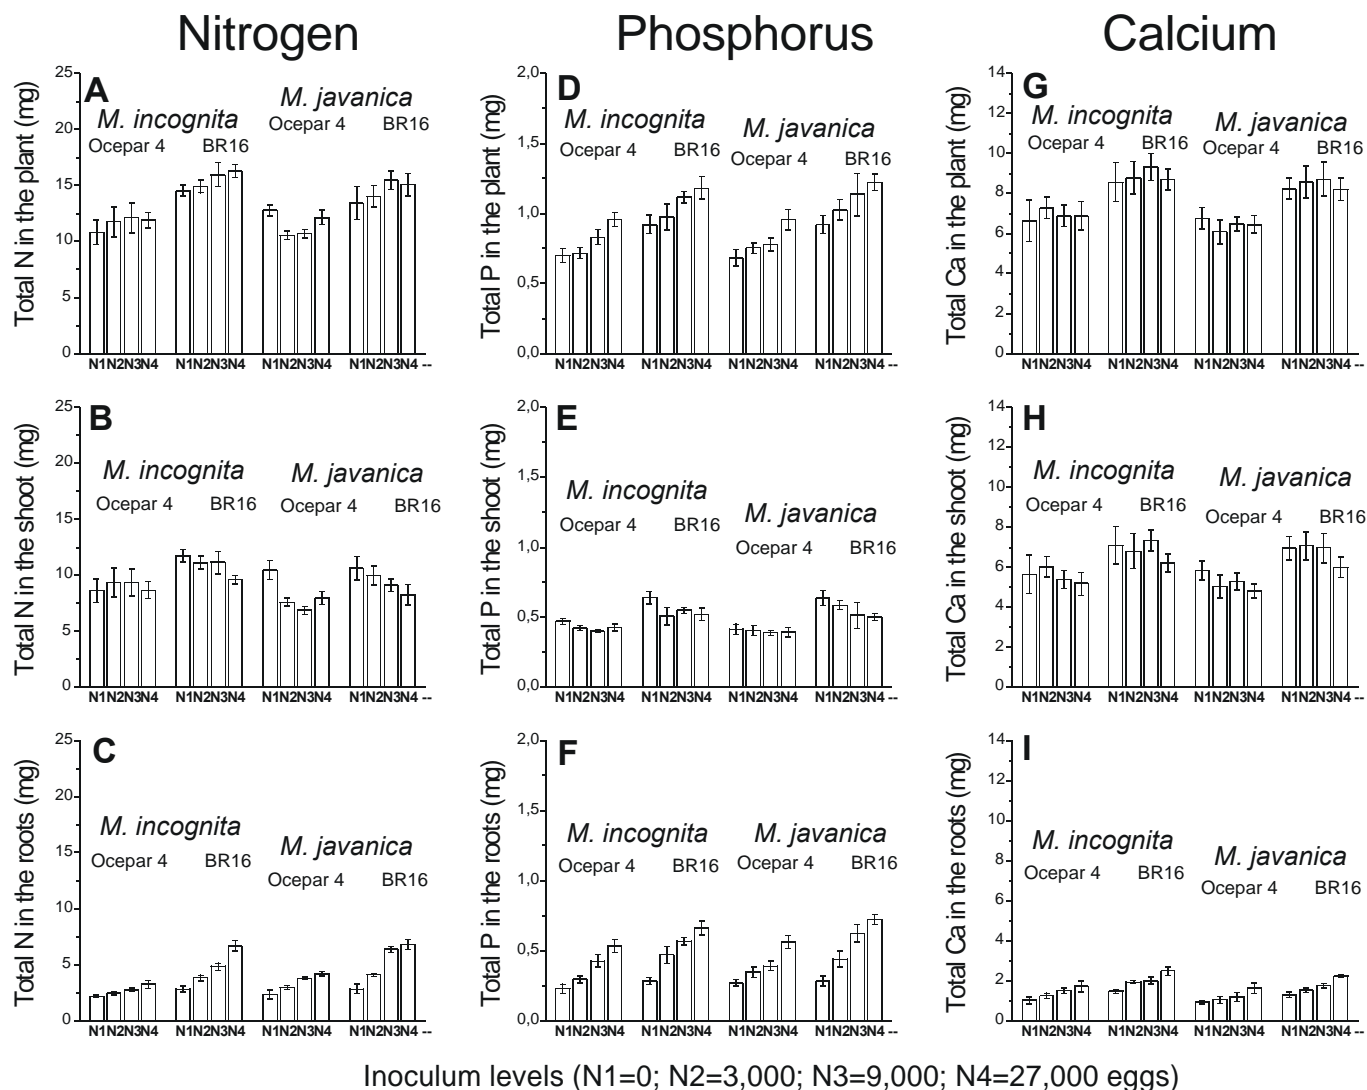 Nitrogen Phosphorus Calcium
A
Total N in the plant (mg)
25
20
15
10
5
0
M. incognita
M. javanica
Ocepar 4 BR16
Ocepar 4 BR16
N1N2N3N4 N1N2N3N4 N1N2N3N4 N1N2N3N4 --
D
Total P in the plant (mg)
2,0
1,5
1,0
0,5
0,0
M. incognita
M. javanica
Ocepar 4 BR16
Ocepar 4 BR16
N1N2N3N4 N1N2N3N4 N1N2N3N4 N1N2N3N4 --
G
Total Ca in the plant (mg)
14
12
10
8
6
4
2
0
M. incognita
M. javanica
Ocepar 4 BR16
Ocepar 4 BR16
N1N2N3N4 N1N2N3N4 N1N2N3N4 N1N2N3N4 --
B
Total N in the shoot (mg)
25
20
15
10
5
0
M. incognita M. javanica
Ocepar 4 BR16 Ocepar 4 BR16
N1N2N3N4 N1N2N3N4 N1N2N3N4 N1N2N3N4 --
E
Total P in the shoot (mg)
2,0
1,5
1,0
0,5
0,0
M. incognita
M. javanica
Ocepar 4 BR16
Ocepar 4 BR16
N1N2N3N4 N1N2N3N4 N1N2N3N4 N1N2N3N4 --
H
Total Ca in the shoot (mg)
14
12
10
8
6
4
2
0
M. incognita
M. javanica
Ocepar 4 BR16
Ocepar 4 BR16
N1N2N3N4 N1N2N3N4 N1N2N3N4 N1N2N3N4 --
C
Total N in the roots (mg)
25
20
15
10
5
0
M. incognita
M. javanica
Ocepar 4 BR16
Ocepar 4 BR16
N1N2N3N4 N1N2N3N4 N1N2N3N4 N1N2N3N4 --
F
Total P in the roots (mg)
2,0
1,5
1,0
0,5
0,0
M. incognita M. javanica
Ocepar 4 BR16 Ocepar 4 BR16
N1N2N3N4 N1N2N3N4 N1N2N3N4 N1N2N3N4 --
I
Total Ca in the roots (mg)
14
12
10
8
6
4
2
0
M. incognita
M. javanica
Ocepar 4 BR16
Ocepar 4 BR16
N1N2N3N4 N1N2N3N4 N1N2N3N4 N1N2N3N4 --
Inoculum levels (N1=0; N2=3,000; N3=9,000; N4=27,000 eggs)